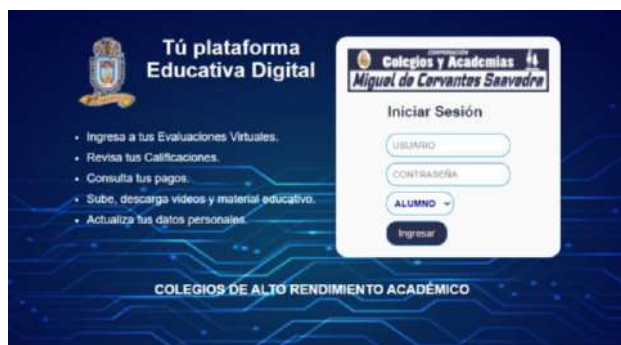 Tú plataforma
Educativa Digital
Ingresa a tus Evaluaciones Virtuales.
Revisa tus Calificaciones.
Consulta tus pagos.
Sube, descarga videos y material educativo.
Actualiza tus datos personales.
CORPORACIÓN
Colegios y Academias
Miguel de Cervantes Saavedra
Iniciar Sesión
USUARIO
CONTRASEÑA
ALUMNO
Ingresar
COLEGIOS DE ALTO RENDIMIENTO ACADÉMICO